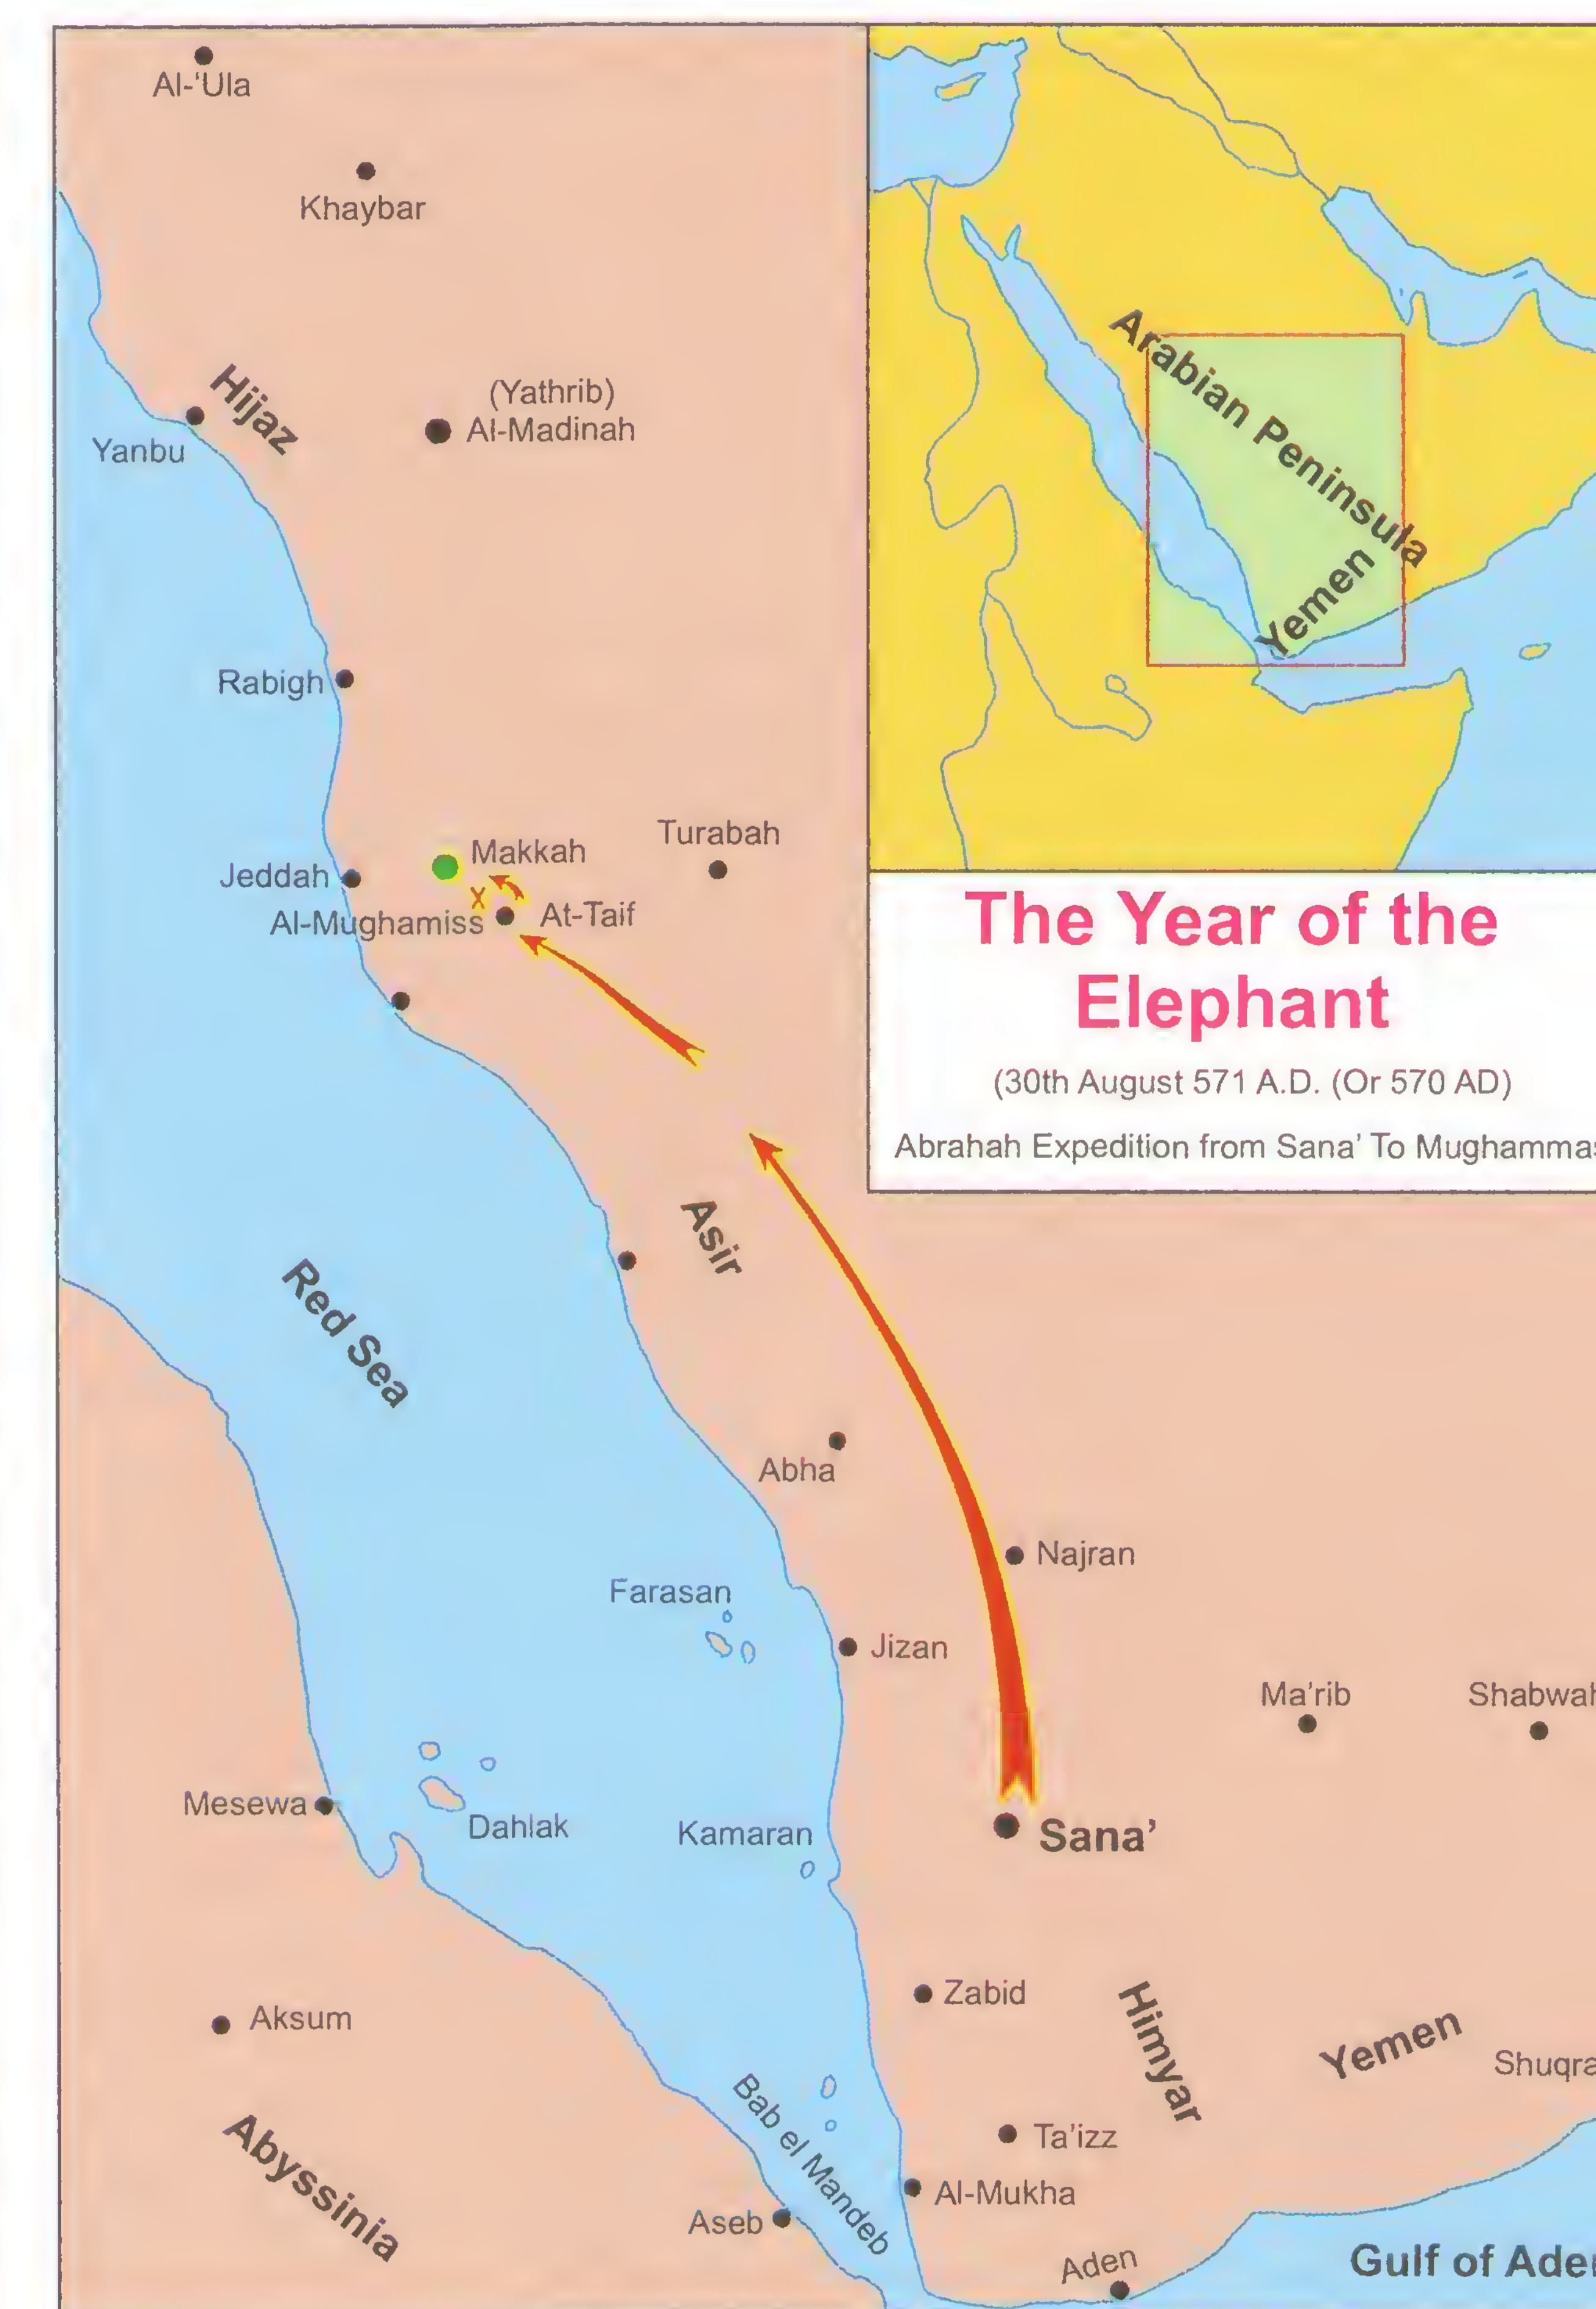 Al-'Ula
Khaybar
Hijaz
(Yathrib)
Al-Madinah
Yanbu
Rabigh
Arabian Peninsula
Yemen
Makkah
Turabah
Jeddah
X
Al-Mughamiss
At-Taif
The Year of the
Elephant
(30th August 571 A.D. (Or 570 AD)
Abrahah Expedition from Sana' To Mughammas
Asir
Red Sea
Abha
Najran
Farasan
Jizan
Ma'rib
Shabwah
Mesewa
Dahlak
Kamaran
Sana'
Zabid
Aksum
Himyar
Yemen
Shuqra
Abyssinia
Bab el Mandeb
Ta'izz
Al-Mukha
Aseb
Aden
Gulf of Aden